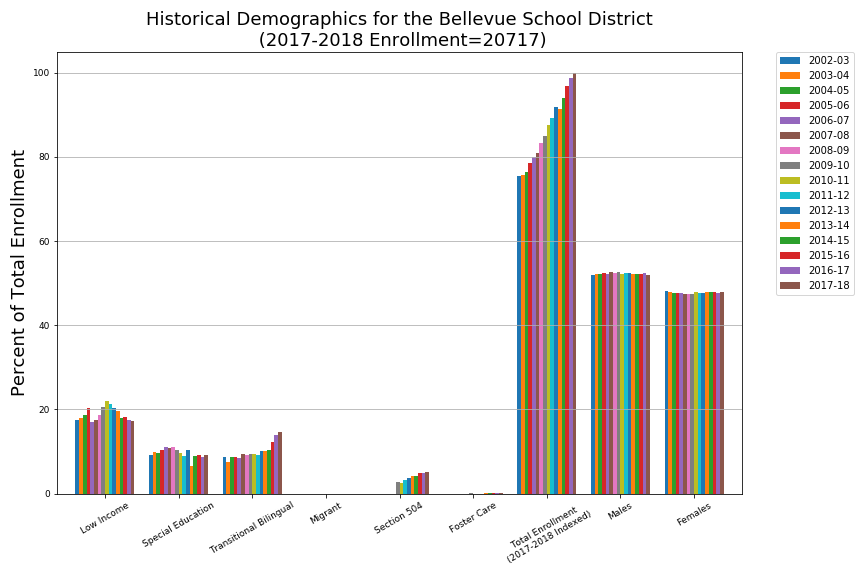 Historical Demographics for the Bellevue School District
(2017-2018 Enrollment=20717)
Percent of Total Enrollment
100
80
60
40
20
0
Low Income
Special Education
Transitional Bilingual
Migrant
Section 504
Foster Care
Total Enrollment
(2017-2018 Indexed)
Males
Females
2002-03
2003-04
2004-05
2005-06
2006-07
2007-08
2008-09
2009-10
2010-11
2011-12
2012-13
2013-14
2014-15
2015-16
2016-17
2017-18